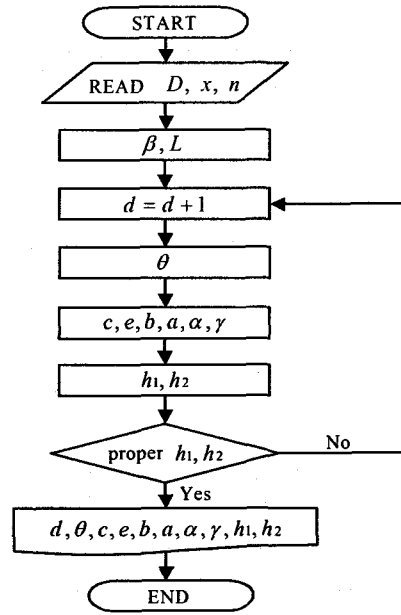 START
READ D, x, n
β, L
d = d + 1
θ
c, e, b, a, α, γ
h1, h2
proper h1, h2
No
Yes
d, θ, c, e, b, a, α, γ, h1, h2
END